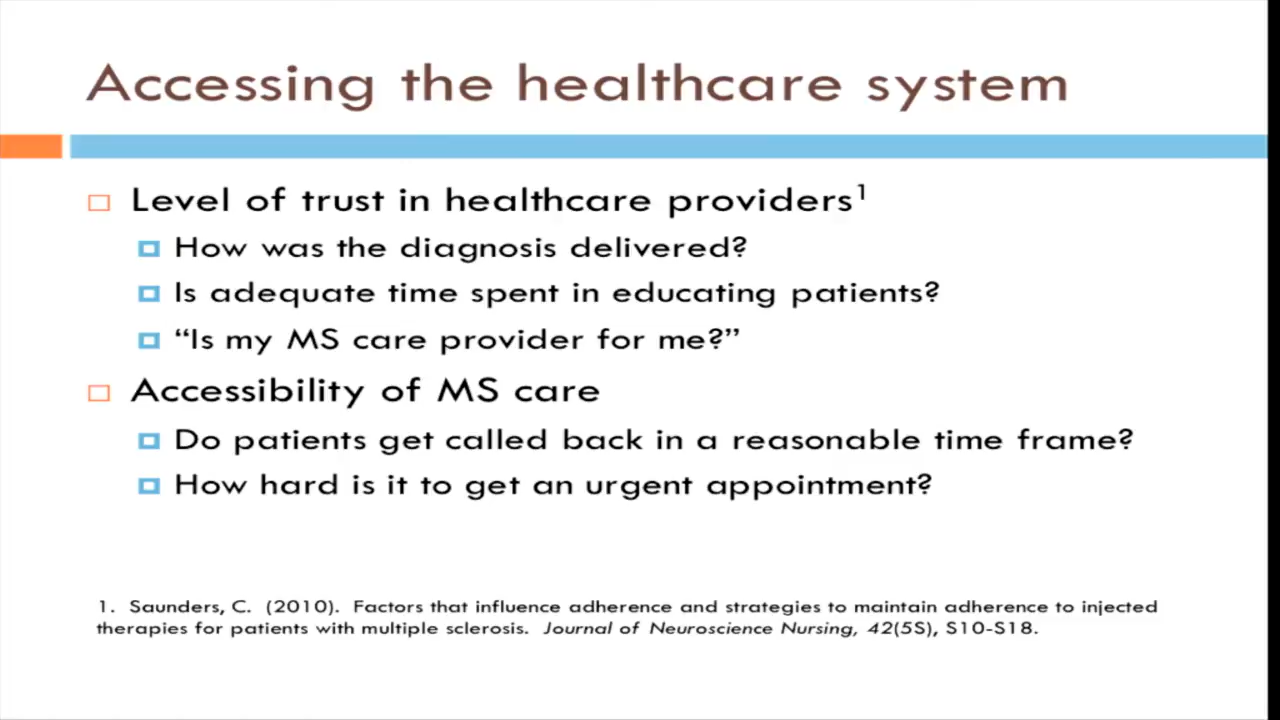 Accessing the healthcare system
Level of trust in healthcare providers¹
How was the diagnosis delivered?
Is adequate time spent in educating patients?
“Is my MS care provider for me?”
Accessibility of MS care
Do patients get called back in a reasonable time frame?
How hard is it to get an urgent appointment?
1. Saunders, C. (2010). Factors that influence adherence and strategies to maintain adherence to injected
therapies for patients with multiple sclerosis. Journal of Neuroscience Nursing, 42(5S), S10-S18.